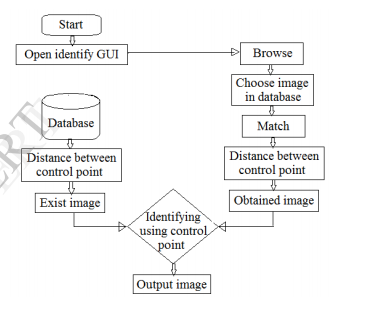 Start
Open identify GUI
Browse
Choose image
in database
Match
Database
Distance between
control point
Distance between
control point
Exist image
Obtained image
Identifying
using control
point
Output image
ERT